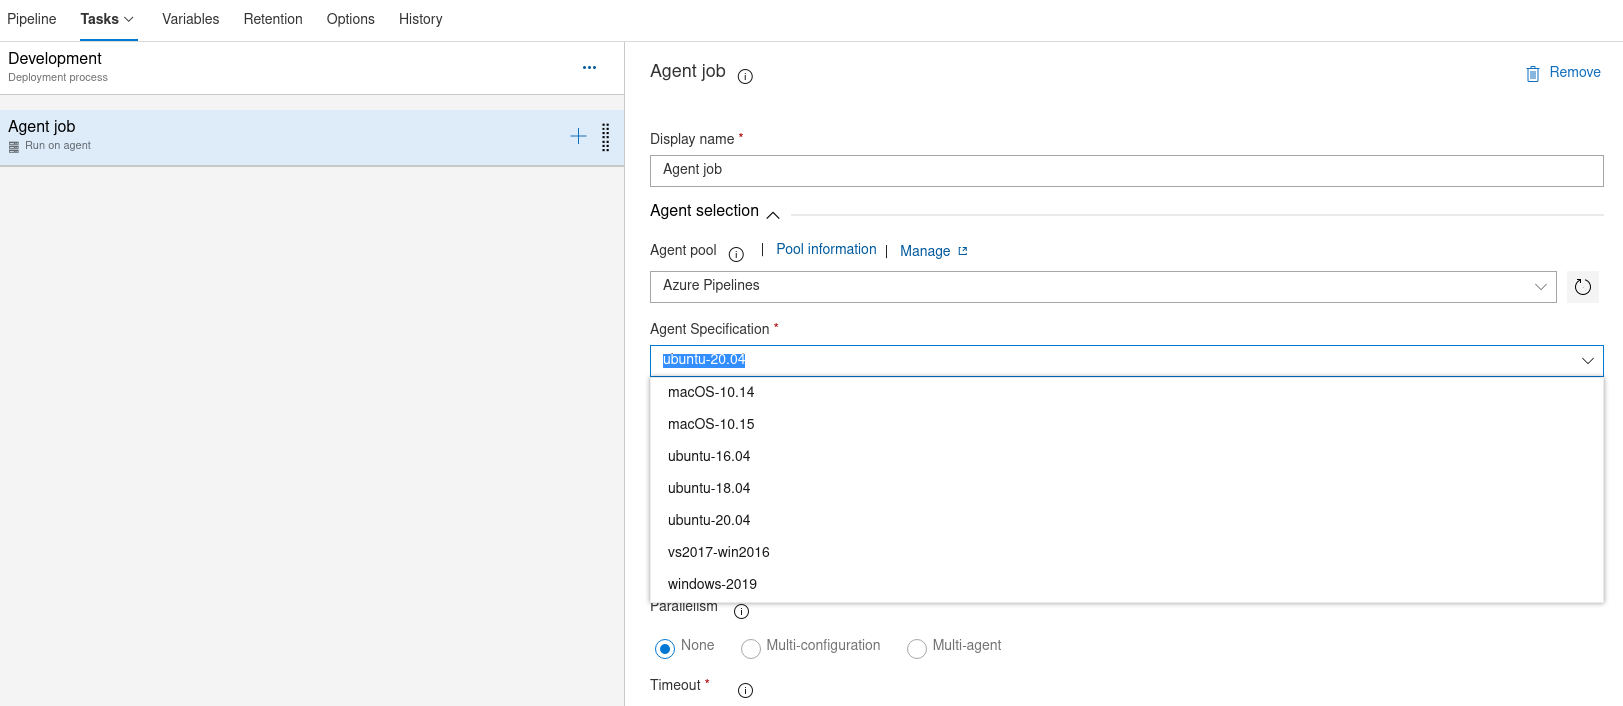 Pipeline Tasks Variables Retention Options History
Development
Deployment process
Agent job
Run on agent
Agent job
Remove
Display name *
Agent job
Agent selection
Agent pool | Pool information | Manage
Azure Pipelines
Agent Specification *
ubuntu-20.04
macOS-10.14
macOS-10.15
ubuntu-16.04
ubuntu-18.04
ubuntu-20.04
vs2017-win2016
windows-2019
Parallelism
None Multi-configuration Multi-agent
Timeout *